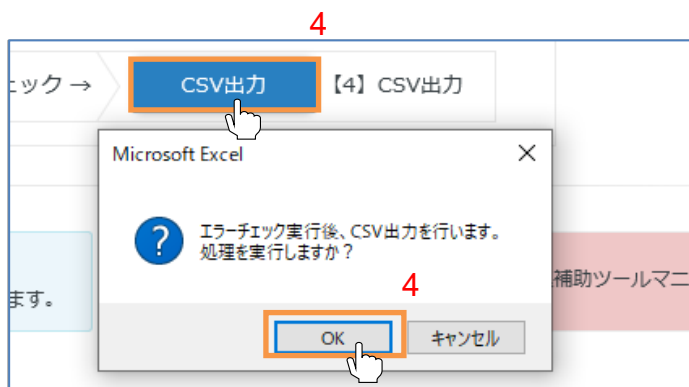 4
ェック →
CSV出力
【4】CSV出力
Microsoft Excel
エラーチェック実行後、CSV出力を行います。
処理を実行しますか？
ます。
補助ツールマニ
4
OK
キャンセル